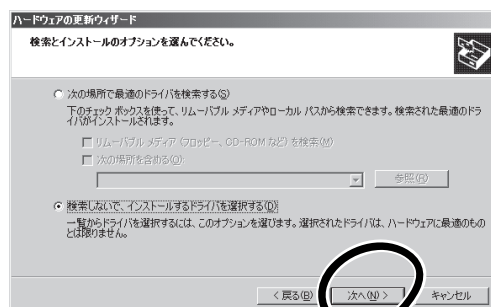 ハードウェアの更新ウィザード
検索とインストールのオプションを選んでください。
次の場所で最適のドライバを検索する(S)
下のチェック ボックスを使って、リムーバブル メディアやローカル パスから検索できます。検索された最適のドラ
イバがインストールされます。
リムーバブル メディア (フロッピー、CD-ROM など) を検索(M)
次の場所を含める(O):
参照(R)
検索しないで、インストールするドライバを選択する(D)
一覧からドライバを選択するには、このオプションを選びます。選択されたドライバは、ハードウェアに最適のもの
とは限りません。
< 戻る(B)
次へ(N) >
キャンセル